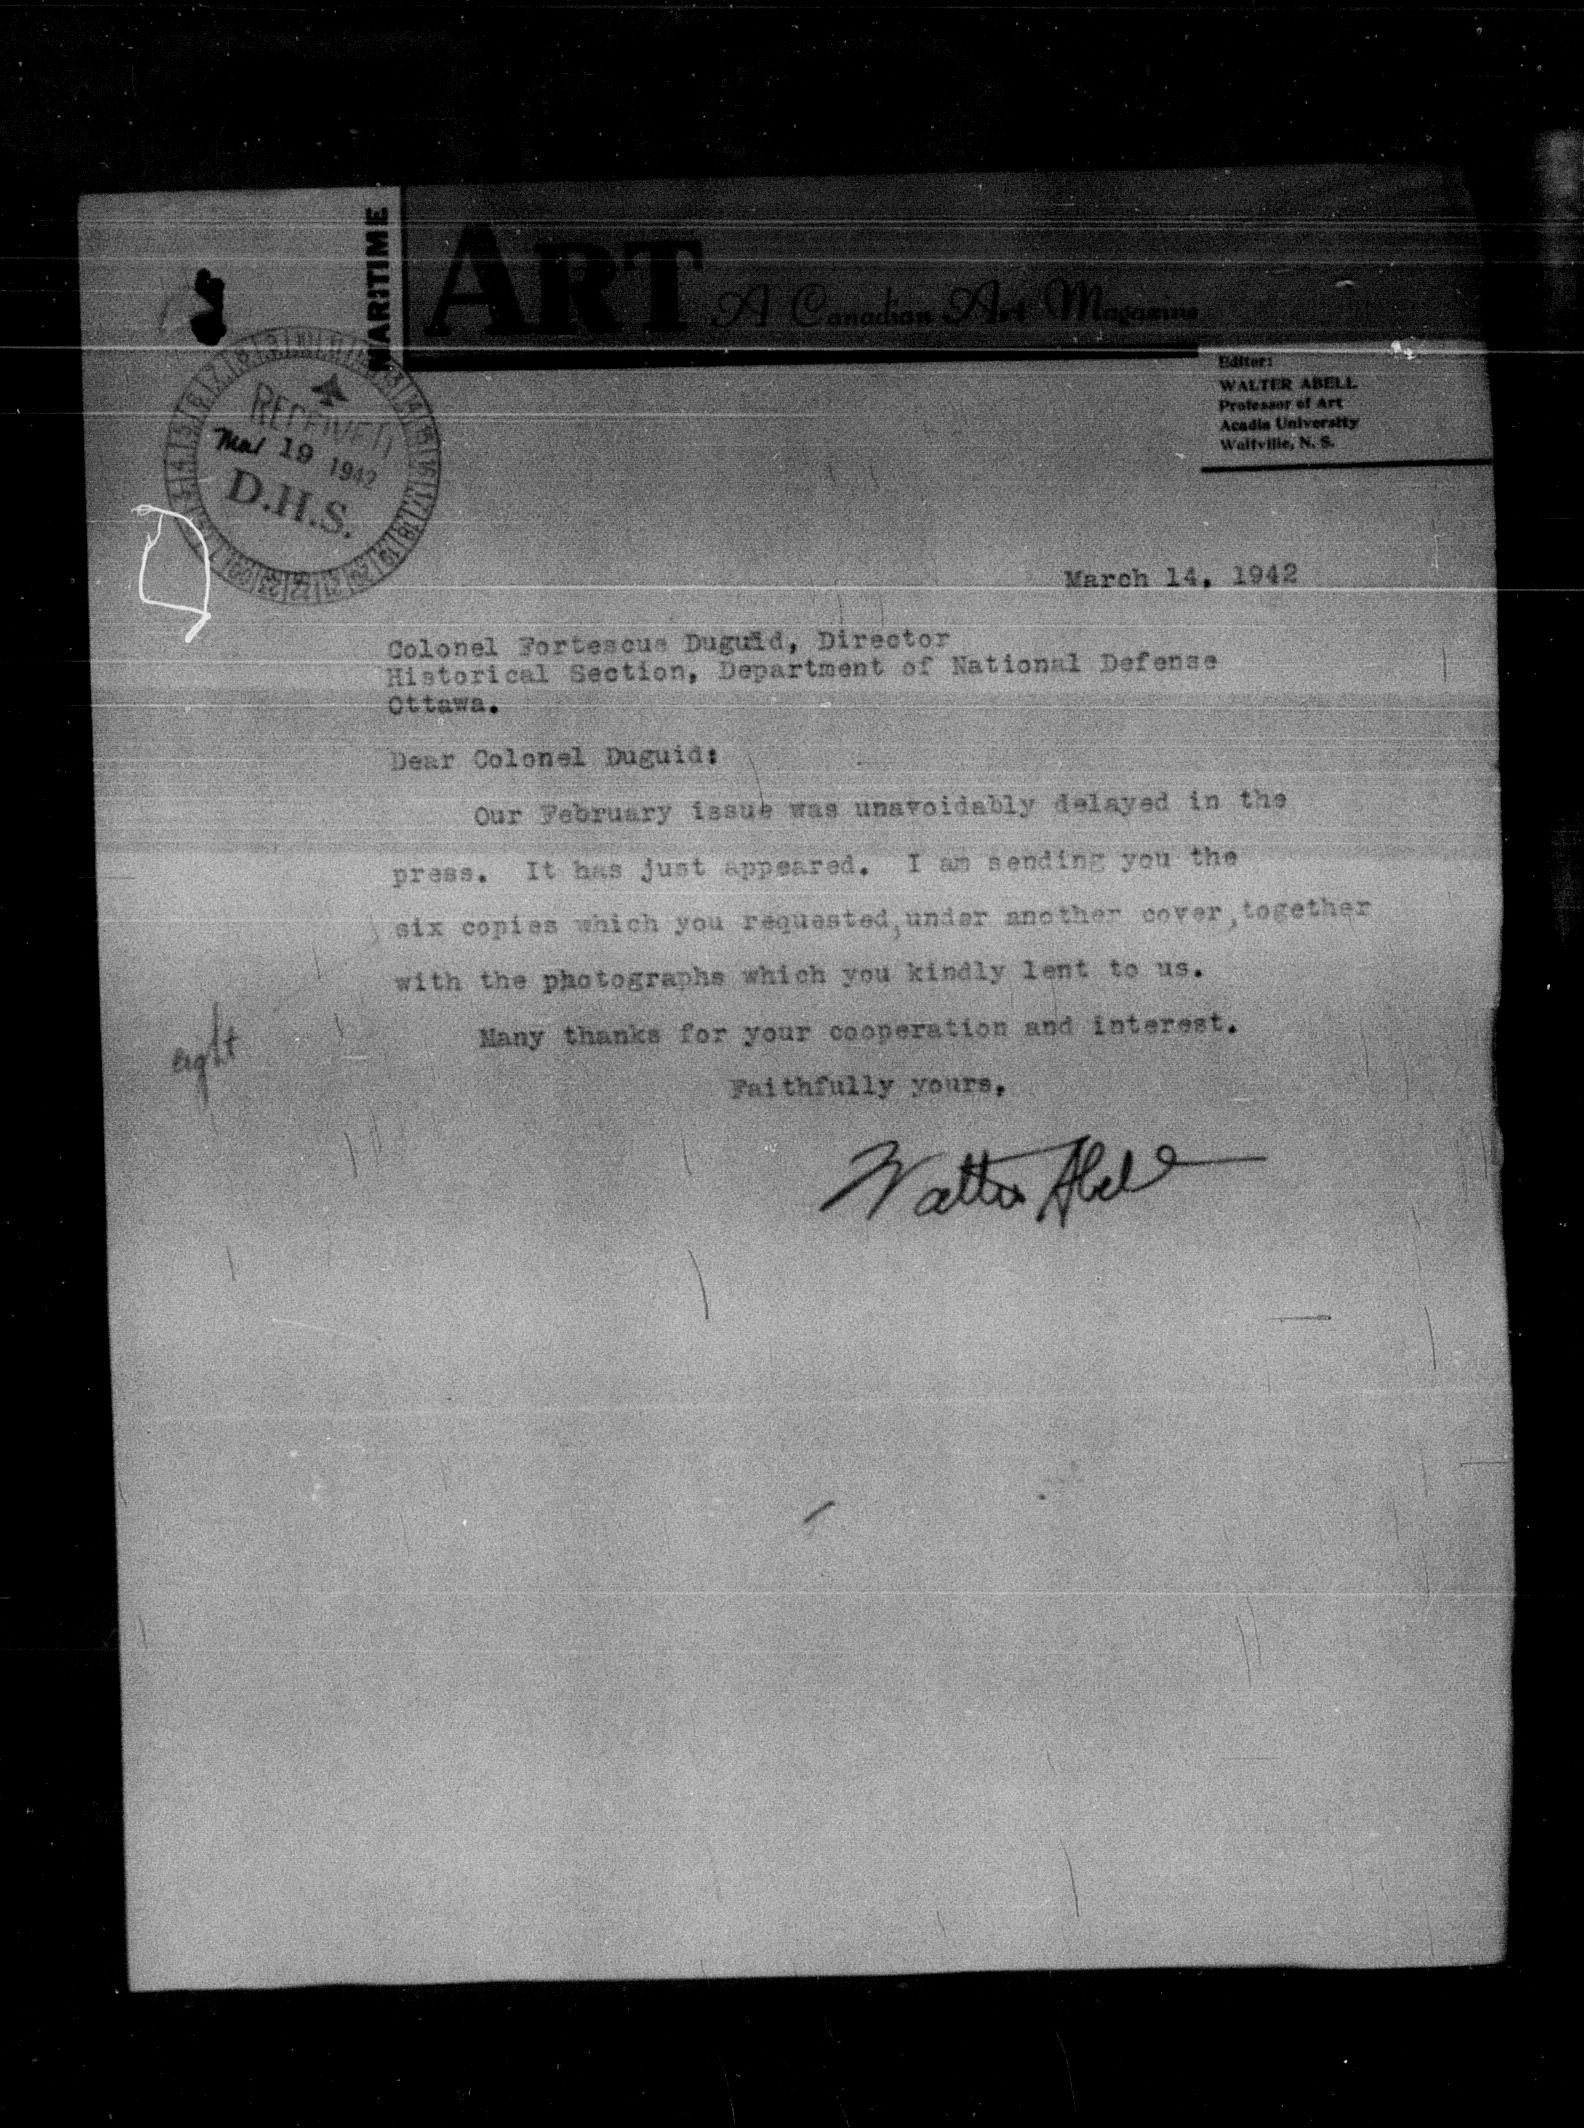 MARITIME
ART A Canadian Art Magazine
Editor:
WALTER ABELL
Professor of Art
Acadia University
Wolfville, N. S.
RECEIVED
Mar 19 1942
D.H.S.
March 14, 1942
Colonel Fortescue Duguid, Director
Historical Section, Department of National Defense
Ottawa.
Dear Colonel Duguid:
Our February issue was unavoidably delayed in the
press. It has just appeared. I am sending you the
six copies which you requested, under another cover, together
with the photographs which you kindly lent to us.
eight
Many thanks for your cooperation and interest.
Faithfully yours,
Walter Abell